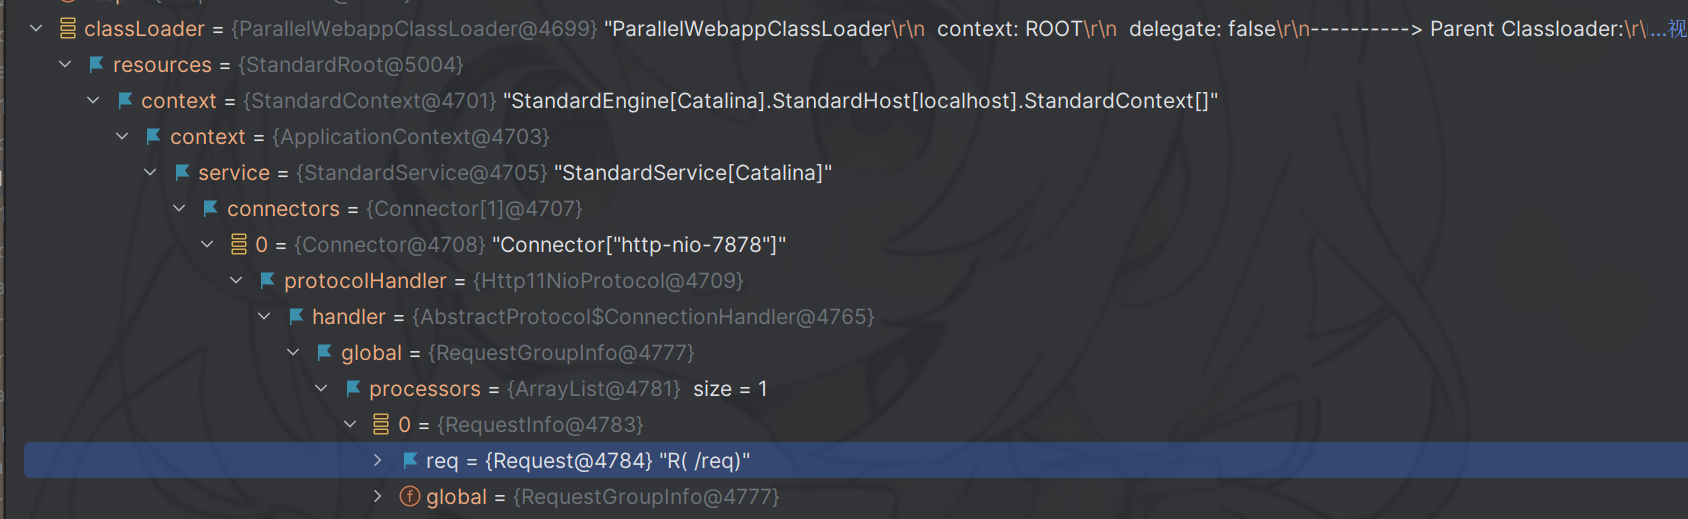 classLoader = {ParallelWebappClassLoader@4699} "ParallelWebappClassLoader\r\n  context: ROOT\r\n  delegate: false\r\n----------> Parent Classloader:\r\ …视
resources = {StandardRoot@5004}
context = {StandardContext@4701} "StandardEngine[Catalina].StandardHost[localhost].StandardContext[]"
context = {ApplicationContext@4703}
service = {StandardService@4705} "StandardService[Catalina]"
connectors = {Connector[1]@4707}
0 = {Connector@4708} "Connector["http-nio-7878"]"
protocolHandler = {Http11NioProtocol@4709}
handler = {AbstractProtocol$ConnectionHandler@4765}
global = {RequestGroupInfo@4777}
processors = {ArrayList@4781}  size = 1
0 = {RequestInfo@4783}
req = {Request@4784} "R( /req)"
global = {RequestGroupInfo@4777}